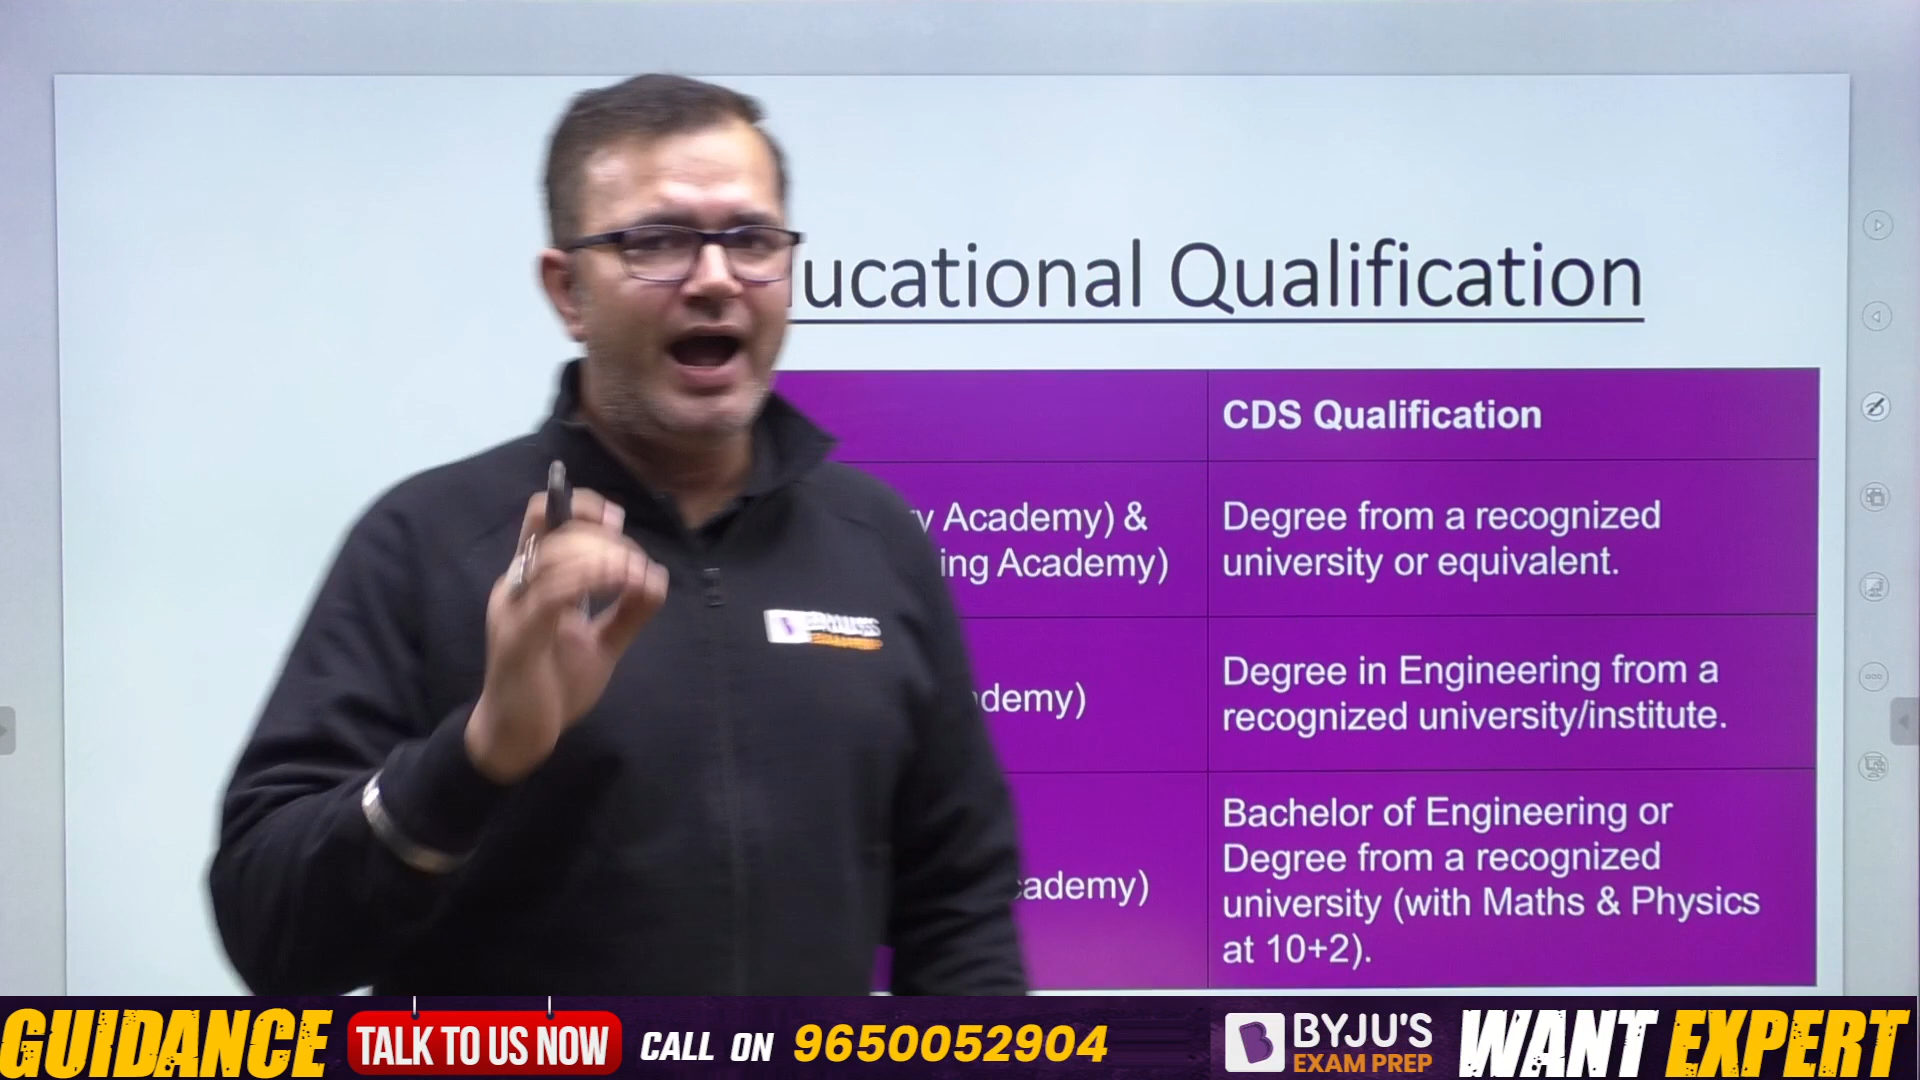 ucational Qualification
CDS Qualification
y Academy) &
ing Academy)
Degree from a recognized
university or equivalent.
demy)
Degree in Engineering from a
recognized university/institute.
cademy)
Bachelor of Engineering or
Degree from a recognized
university (with Maths & Physics
at 10+2).
GUIDANCE
TALK TO US NOW
CALL ON 9650052904
BYJU'S
EXAM PREP
WANT EXPERT